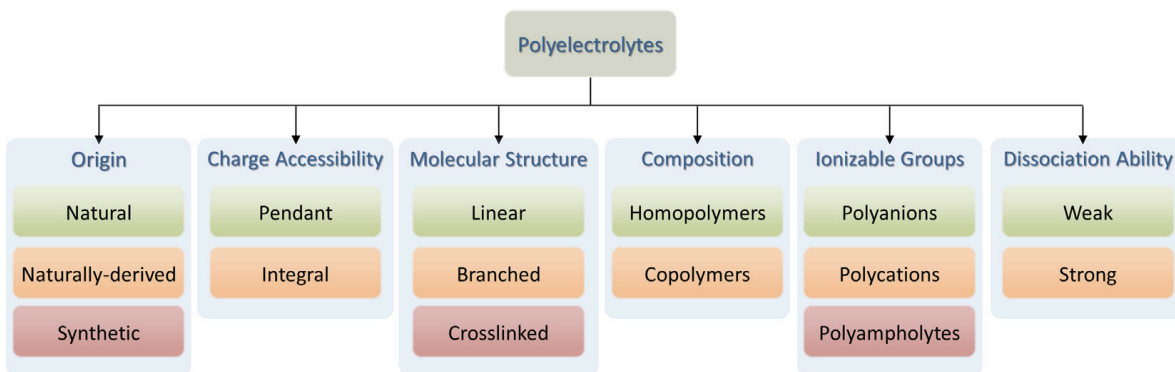 Polyelectrolytes
Origin
Natural
Naturally-derived
Synthetic
Charge Accessibility
Pendant
Integral
Molecular Structure
Linear
Branched
Crosslinked
Composition
Homopolymers
Copolymers
Ionizable Groups
Polyanions
Polycations
Polyampholytes
Dissociation Ability
Weak
Strong